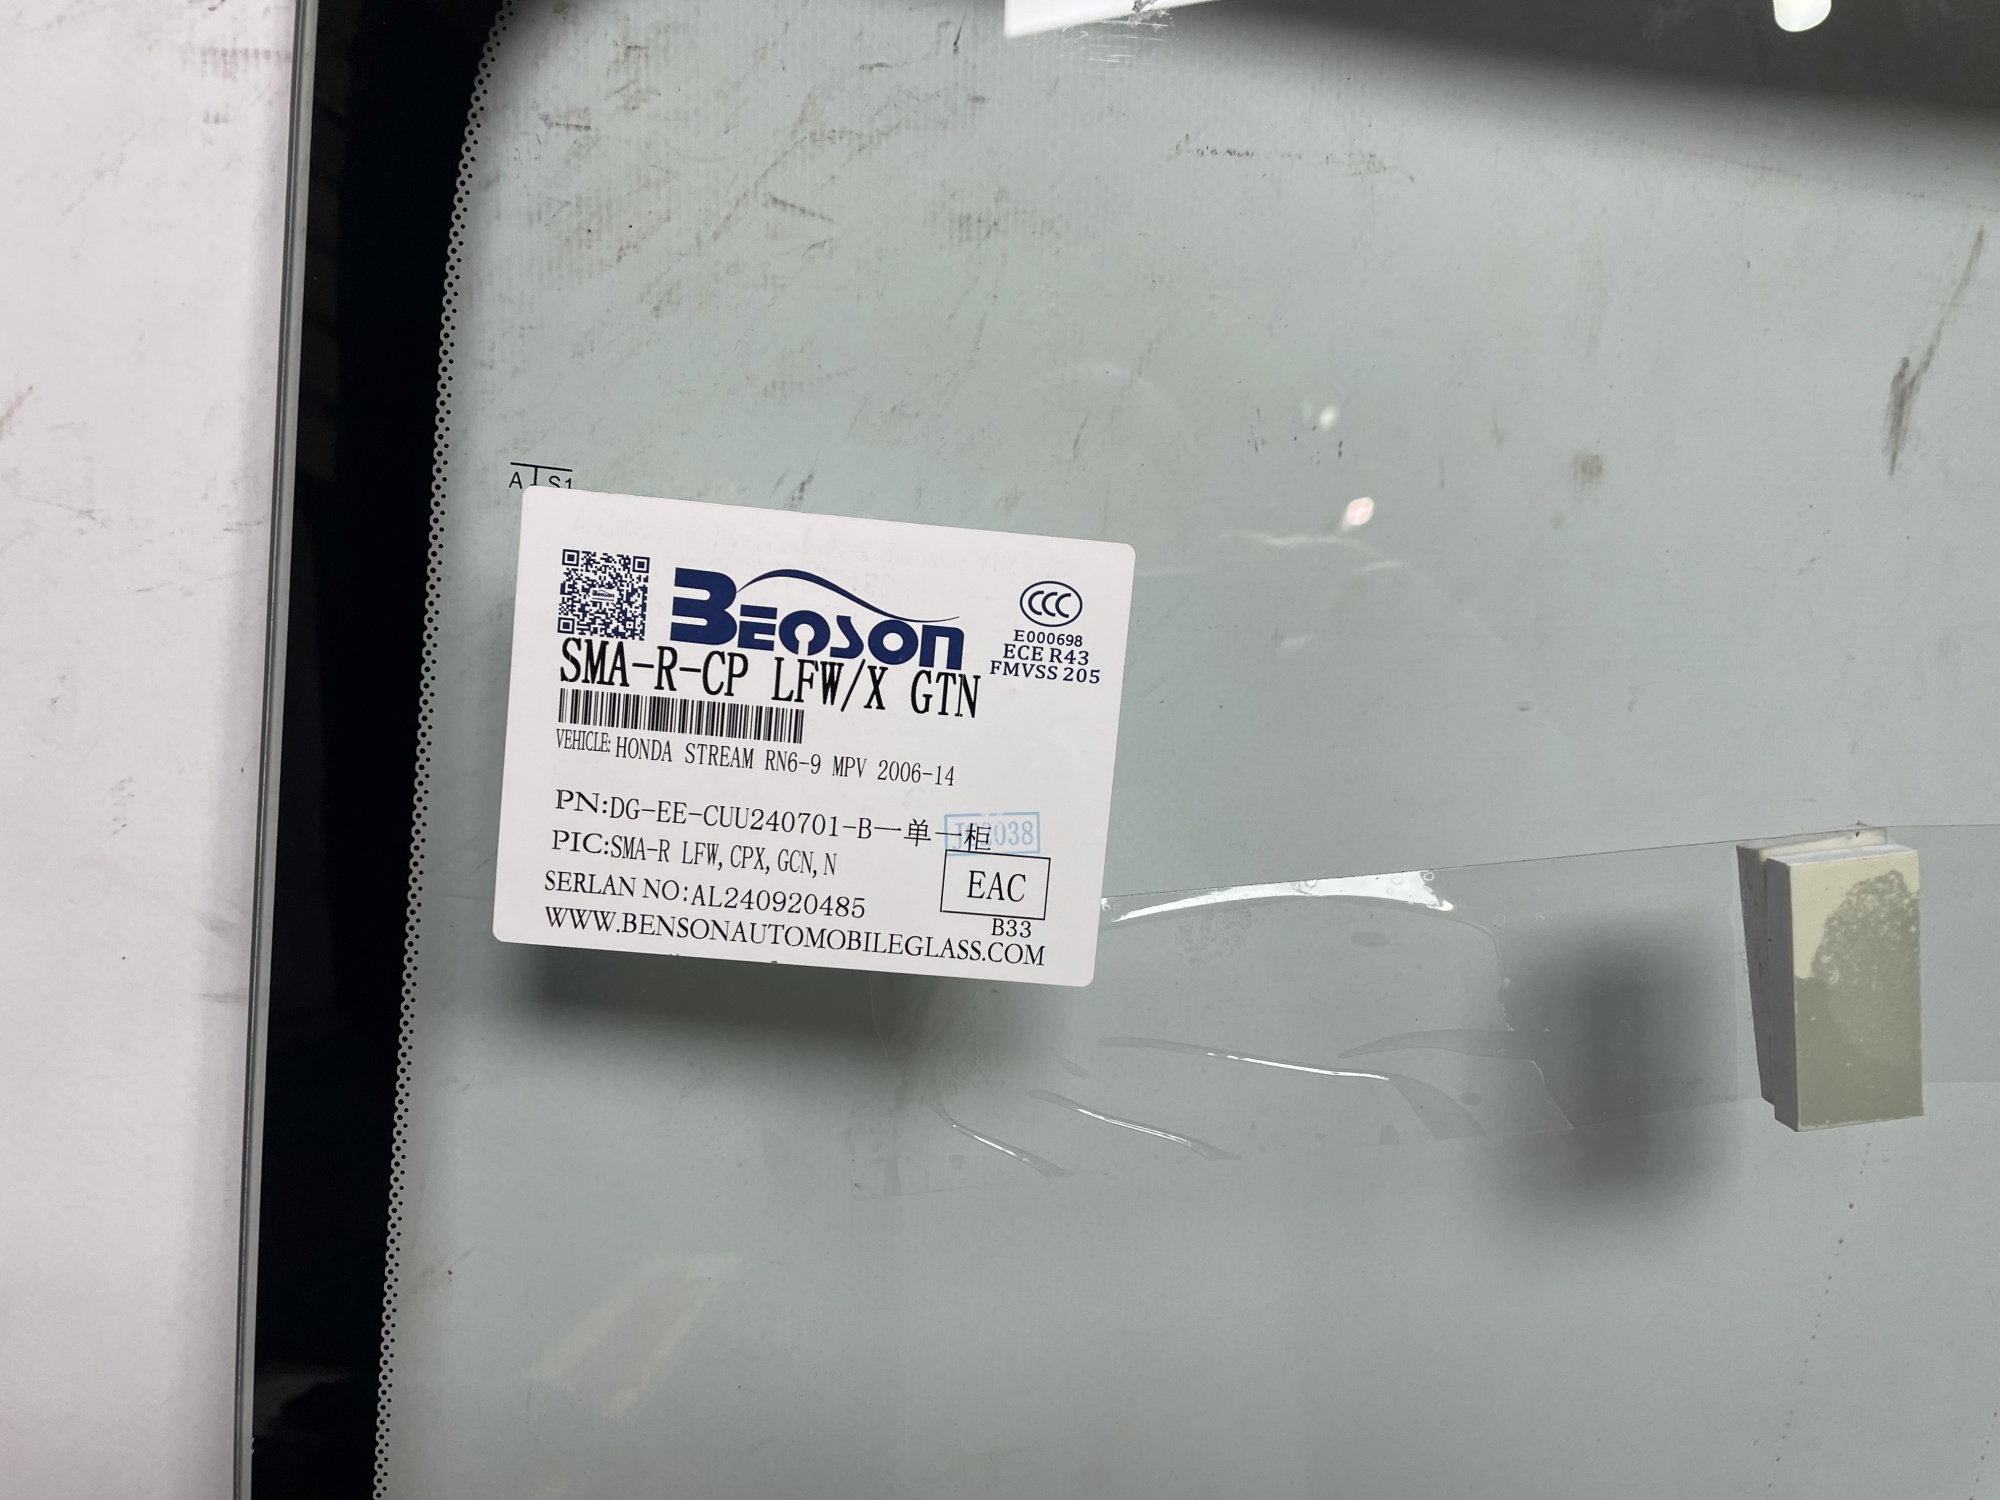 A S1
BENSON
CCC
E000698
ECE R43
FMVSS 205
SMA-R-CP LFW/X GTN
VEHICLE: HONDA STREAM RN6-9 MPV 2006-14
PN:DG-EE-CUU240701-B一单一柜
PIC:SMA-R LFW, CPX, GCN, N
EAC
SERLAN NO:AL240920485
B33
WWW.BENSONAUTOMOBILEGLASS.COM